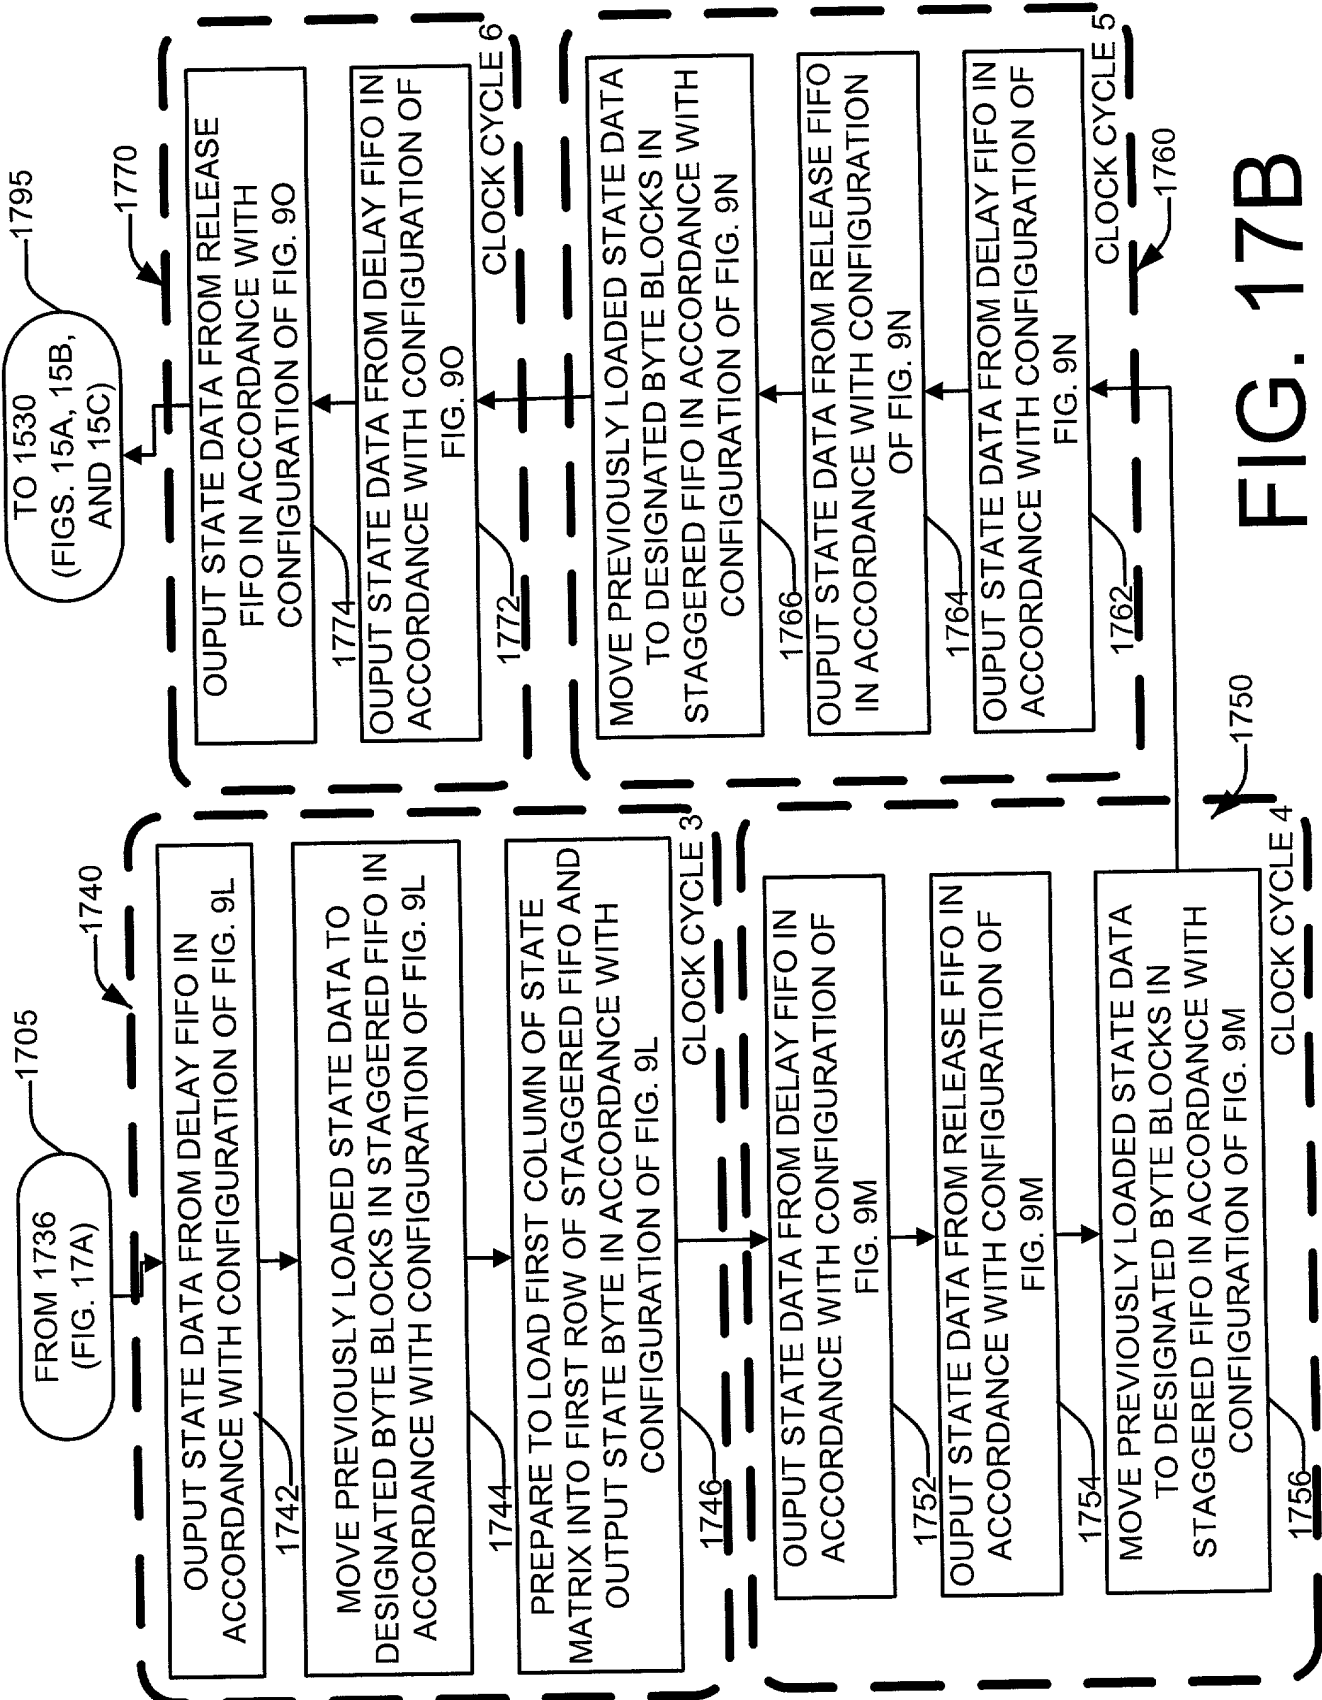 1705
FROM 1736
(FIG. 17A)
1740
OUPUT STATE DATA FROM DELAY FIFO IN
ACCORDANCE WITH CONFIGURATION OF FIG. 9L
1742
MOVE PREVIOUSLY LOADED STATE DATA TO
DESIGNATED BYTE BLOCKS IN STAGGERED FIFO IN
ACCORDANCE WITH CONFIGURATION OF FIG. 9L
1744
PREPARE TO LOAD FIRST COLUMN OF STATE
MATRIX INTO FIRST ROW OF STAGGERED FIFO AND
OUTPUT STATE BYTE IN ACCORDANCE WITH
CONFIGURATION OF FIG. 9L
1746
CLOCK CYCLE 3
OUPUT STATE DATA FROM DELAY FIFO IN
ACCORDANCE WITH CONFIGURATION OF
FIG. 9M
1752
OUPUT STATE DATA FROM RELEASE FIFO IN
ACCORDANCE WITH CONFIGURATION OF
FIG. 9M
1754
MOVE PREVIOUSLY LOADED STATE DATA
TO DESIGNATED BYTE BLOCKS IN
STAGGERED FIFO IN ACCORDANCE WITH
CONFIGURATION OF FIG. 9M
1756
CLOCK CYCLE 4
1750
OUPUT STATE DATA FROM DELAY FIFO IN
ACCORDANCE WITH CONFIGURATION OF
FIG. 9N
1762
OUPUT STATE DATA FROM RELEASE FIFO
IN ACCORDANCE WITH CONFIGURATION
OF FIG. 9N
1764
MOVE PREVIOUSLY LOADED STATE DATA
TO DESIGNATED BYTE BLOCKS IN
STAGGERED FIFO IN ACCORDANCE WITH
CONFIGURATION OF FIG. 9N
1766
CLOCK CYCLE 5
1760
OUPUT STATE DATA FROM DELAY FIFO IN
ACCORDANCE WITH CONFIGURATION OF
FIG. 9O
1772
OUPUT STATE DATA FROM RELEASE
FIFO IN ACCORDANCE WITH
CONFIGURATION OF FIG. 9O
1774
CLOCK CYCLE 6
1770
TO 1530
(FIGS. 15A, 15B,
AND 15C)
1795
FIG. 17B